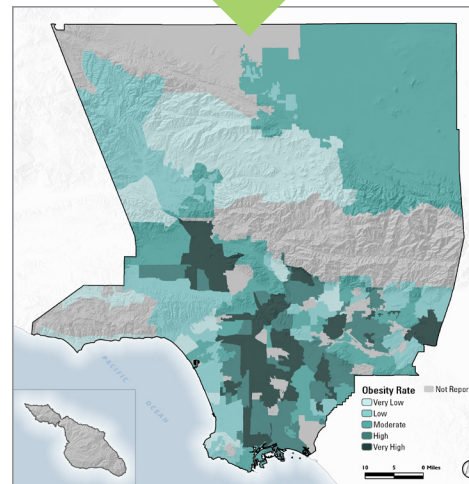 PACIFIC OCEAN
Obesity Rate
Very Low
Low
Moderate
High
Very High
Not Repor
10 5 0 Miles